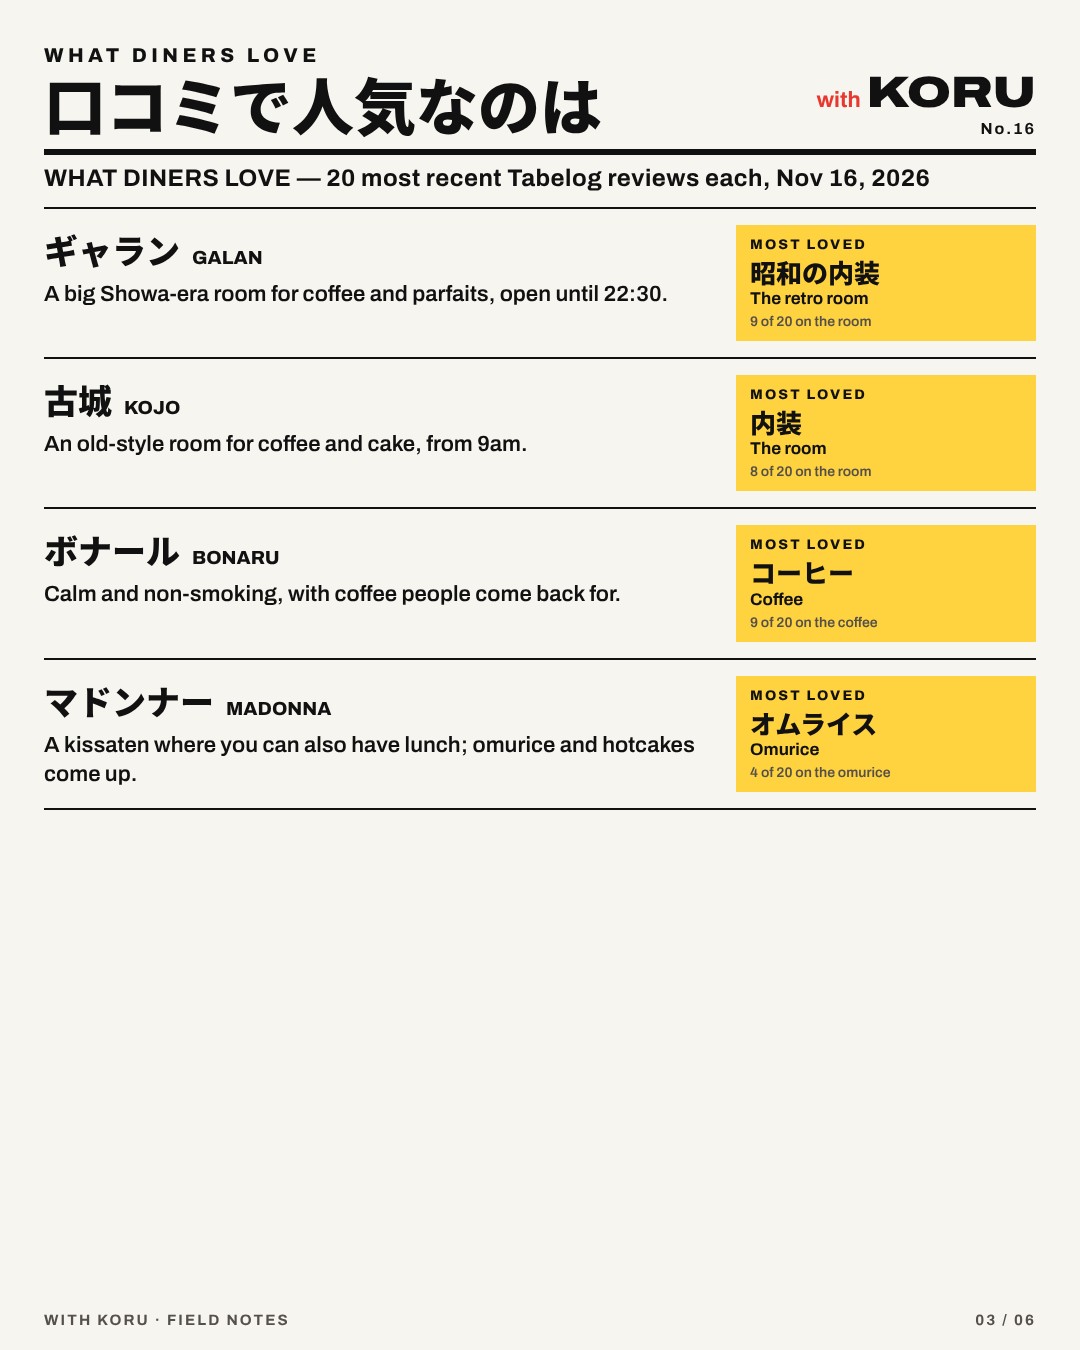 WHAT DINERS LOVE
口コミで人気なのは
with KORU
No.16
WHAT DINERS LOVE — 20 most recent Tabelog reviews each, Nov 16, 2026
ギャラン GALAN
A big Showa-era room for coffee and parfaits, open until 22:30.
MOST LOVED
昭和の内装
The retro room
9 of 20 on the room
古城 KOJO
An old-style room for coffee and cake, from 9am.
MOST LOVED
内装
The room
8 of 20 on the room
ボナール BONARU
Calm and non-smoking, with coffee people come back for.
MOST LOVED
コーヒー
Coffee
9 of 20 on the coffee
マドンナー MADONNA
A kissaten where you can also have lunch; omurice and hotcakes
come up.
MOST LOVED
オムライス
Omurice
4 of 20 on the omurice
WITH KORU · FIELD NOTES
03 / 06